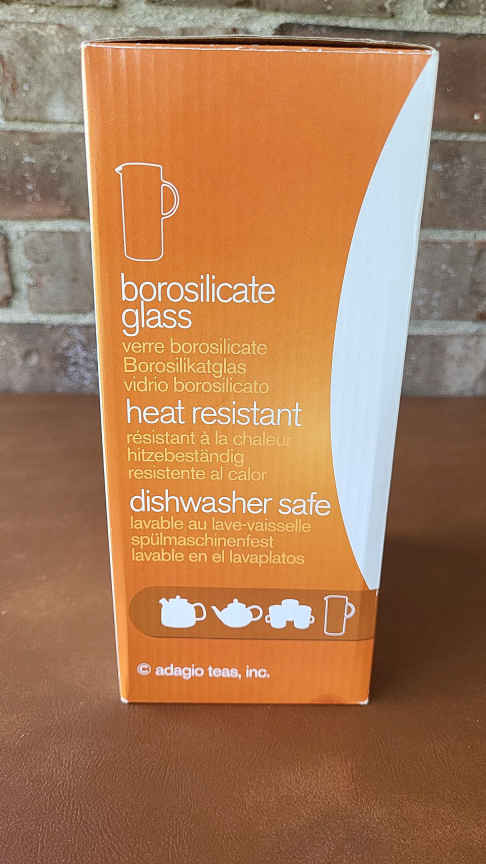 borosilicate
glass
verre borosilicate
Borosilikatglas
vidrio borosilicato
heat resistant
résistant à la chaleur
hitzebeständig
resistente al calor
dishwasher safe
lavable au lave-vaisselle
spülmaschinenfest
lavable en el lavaplatos
© adagio teas, inc.